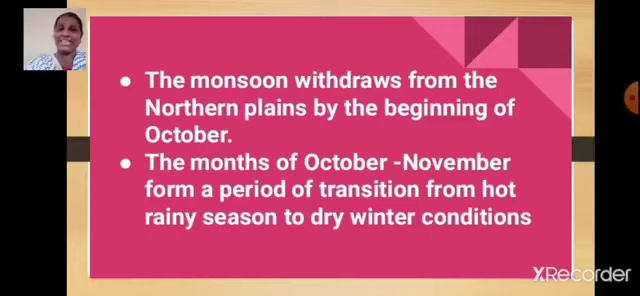 ● The monsoon withdraws from the
Northern plains by the beginning of
October.
● The months of October -November
form a period of transition from hot
rainy season to dry winter conditions
XRecorder